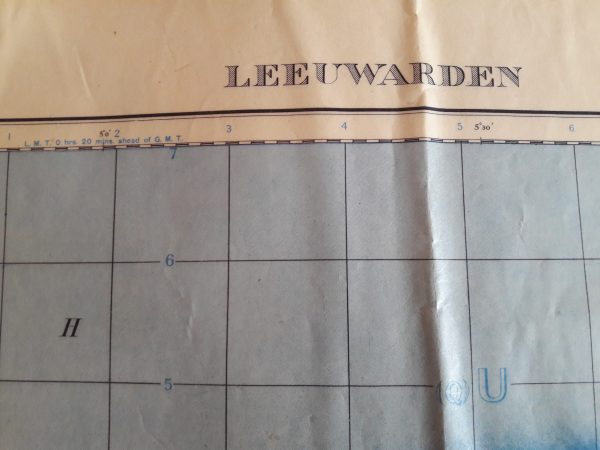 LEEUWARDEN
1 5°0' 2 3 4 5 5°30' 6
L. M. T. 0 hrs. 20 mins. ahead of G. M. T.
7
6
H
5
(Q) U